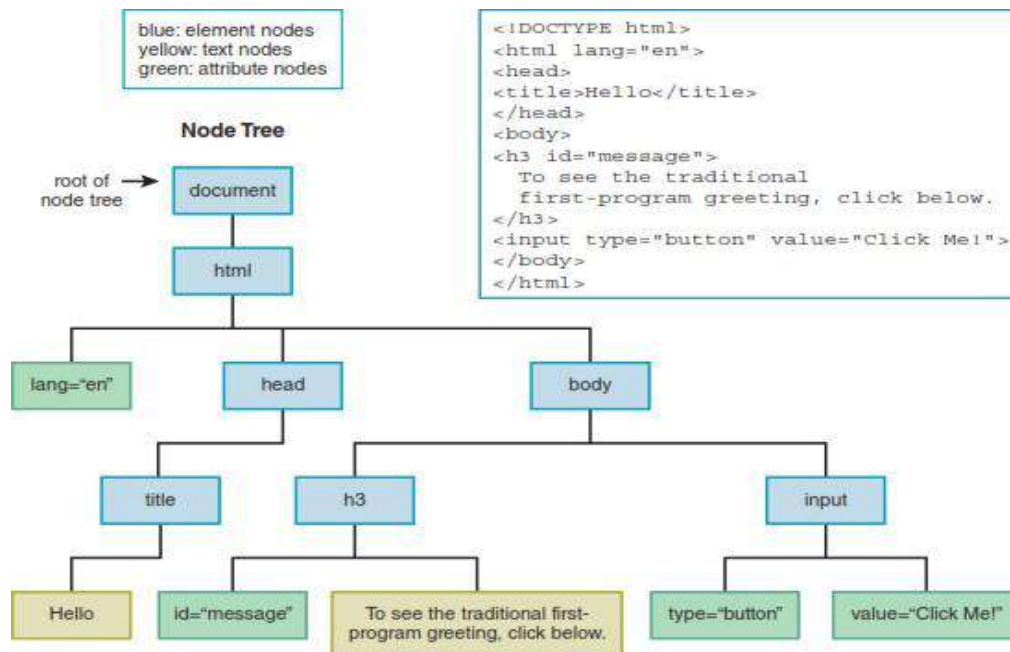 blue: element nodes
yellow: text nodes
green: attribute nodes
Node Tree
root of
node tree
document
html
lang=“en”
head
body
title
h3
input
Hello
id=“message”
To see the traditional first-
program greeting, click below.
type=“button”
value=“Click Me!”
<!DOCTYPE html>
<html lang="en">
<head>
<title>Hello</title>
</head>
<body>
<h3 id="message">
To see the traditional
first-program greeting, click below.
</h3>
<input type="button" value="Click Me!">
</body>
</html>